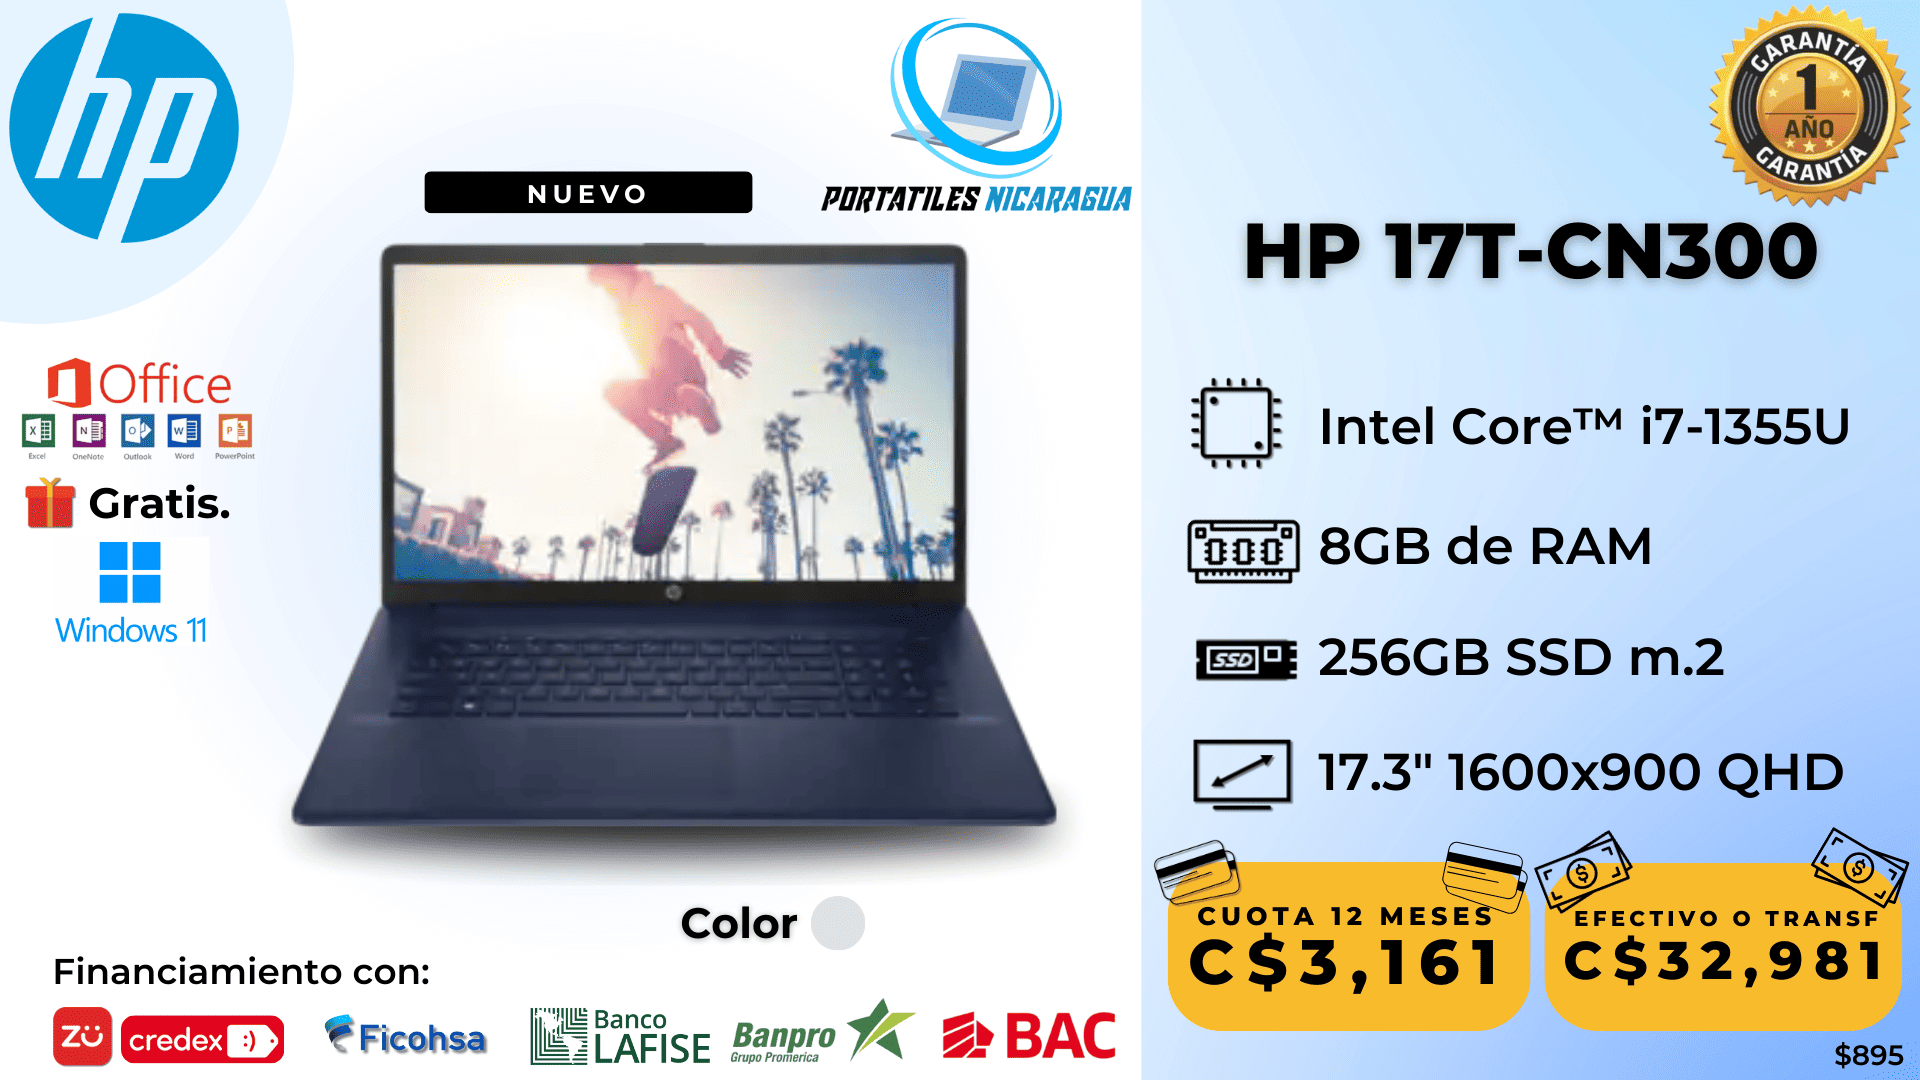 hp
NUEVO
PORTATILES NICARAGUA
GARANTÍA
1
AÑO
GARANTÍA
HP 17T-CN300
Office
Excel
OneNote
Outlook
Word
PowerPoint
Gratis.
Windows 11
Intel Core™ i7-1355U
8GB de RAM
SSD
256GB SSD m.2
17.3" 1600x900 QHD
Color
CUOTA 12 MESES
C$3,161
EFECTIVO O TRANSF
C$32,981
Financiamiento con:
ZU
credex :)
Ficohsa
Banco
LAFISE
Banpro
Grupo Promerica
BAC
$895